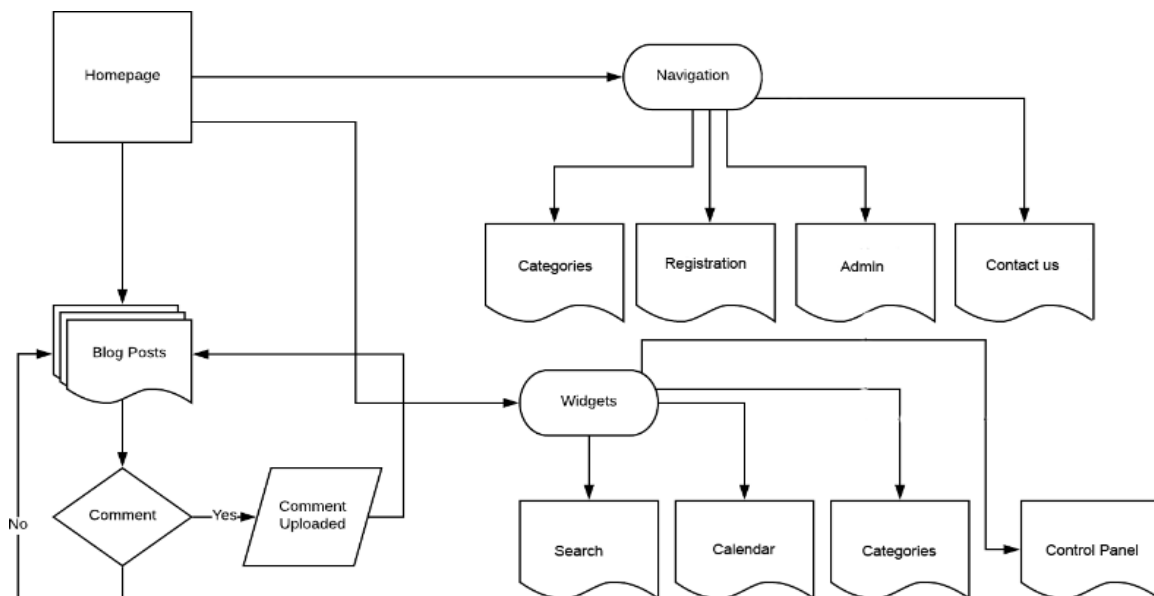 Homepage
Navigation
Categories
Registration
Admin
Contact us
Blog Posts
Widgets
Comment
Yes
Comment
Uploaded
No
Search
Calendar
Categories
Control Panel